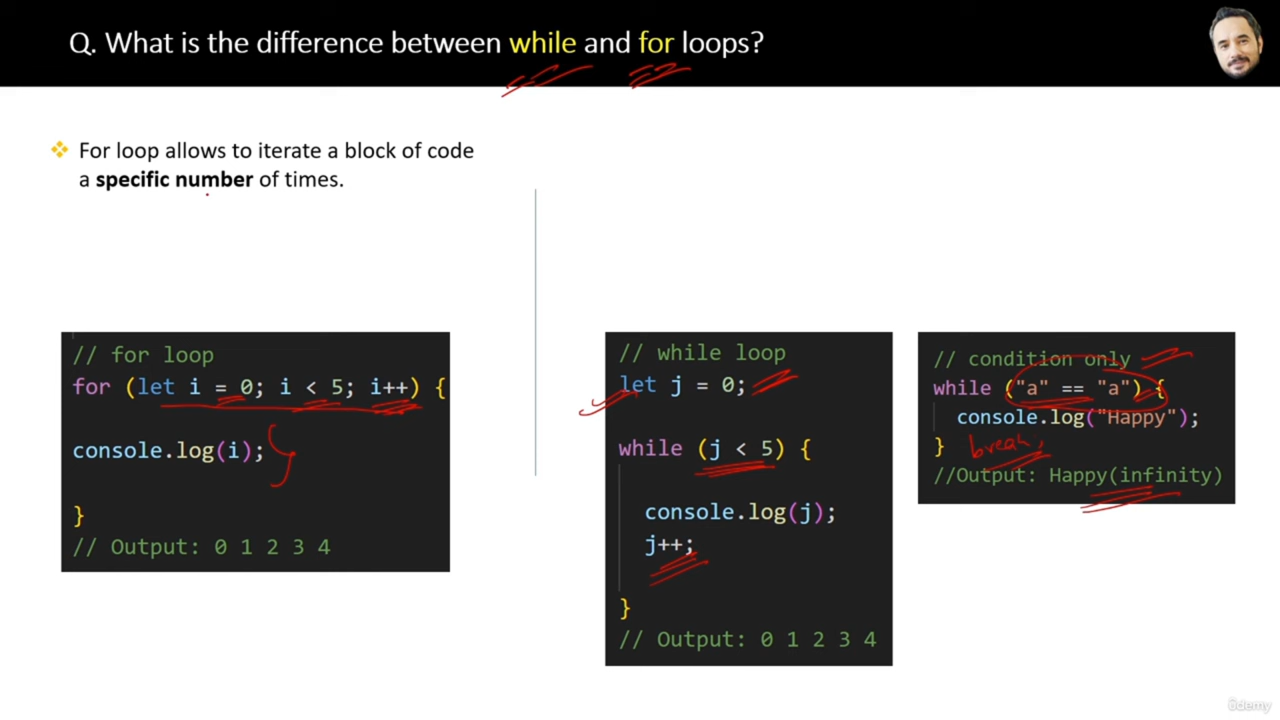 Q. What is the difference between while and for loops?
For loop allows to iterate a block of code
a specific number of times.
// for loop
for (let i = 0; i < 5; i++) {
console.log(i);
}
// Output: 0 1 2 3 4
// while loop
let j = 0;
while (j < 5) {
console.log(j);
j++;
}
// Output: 0 1 2 3 4
// condition only
while ("a" == "a") {
console.log("Happy");
} break;
//Output: Happy(infinity)
ûdemy